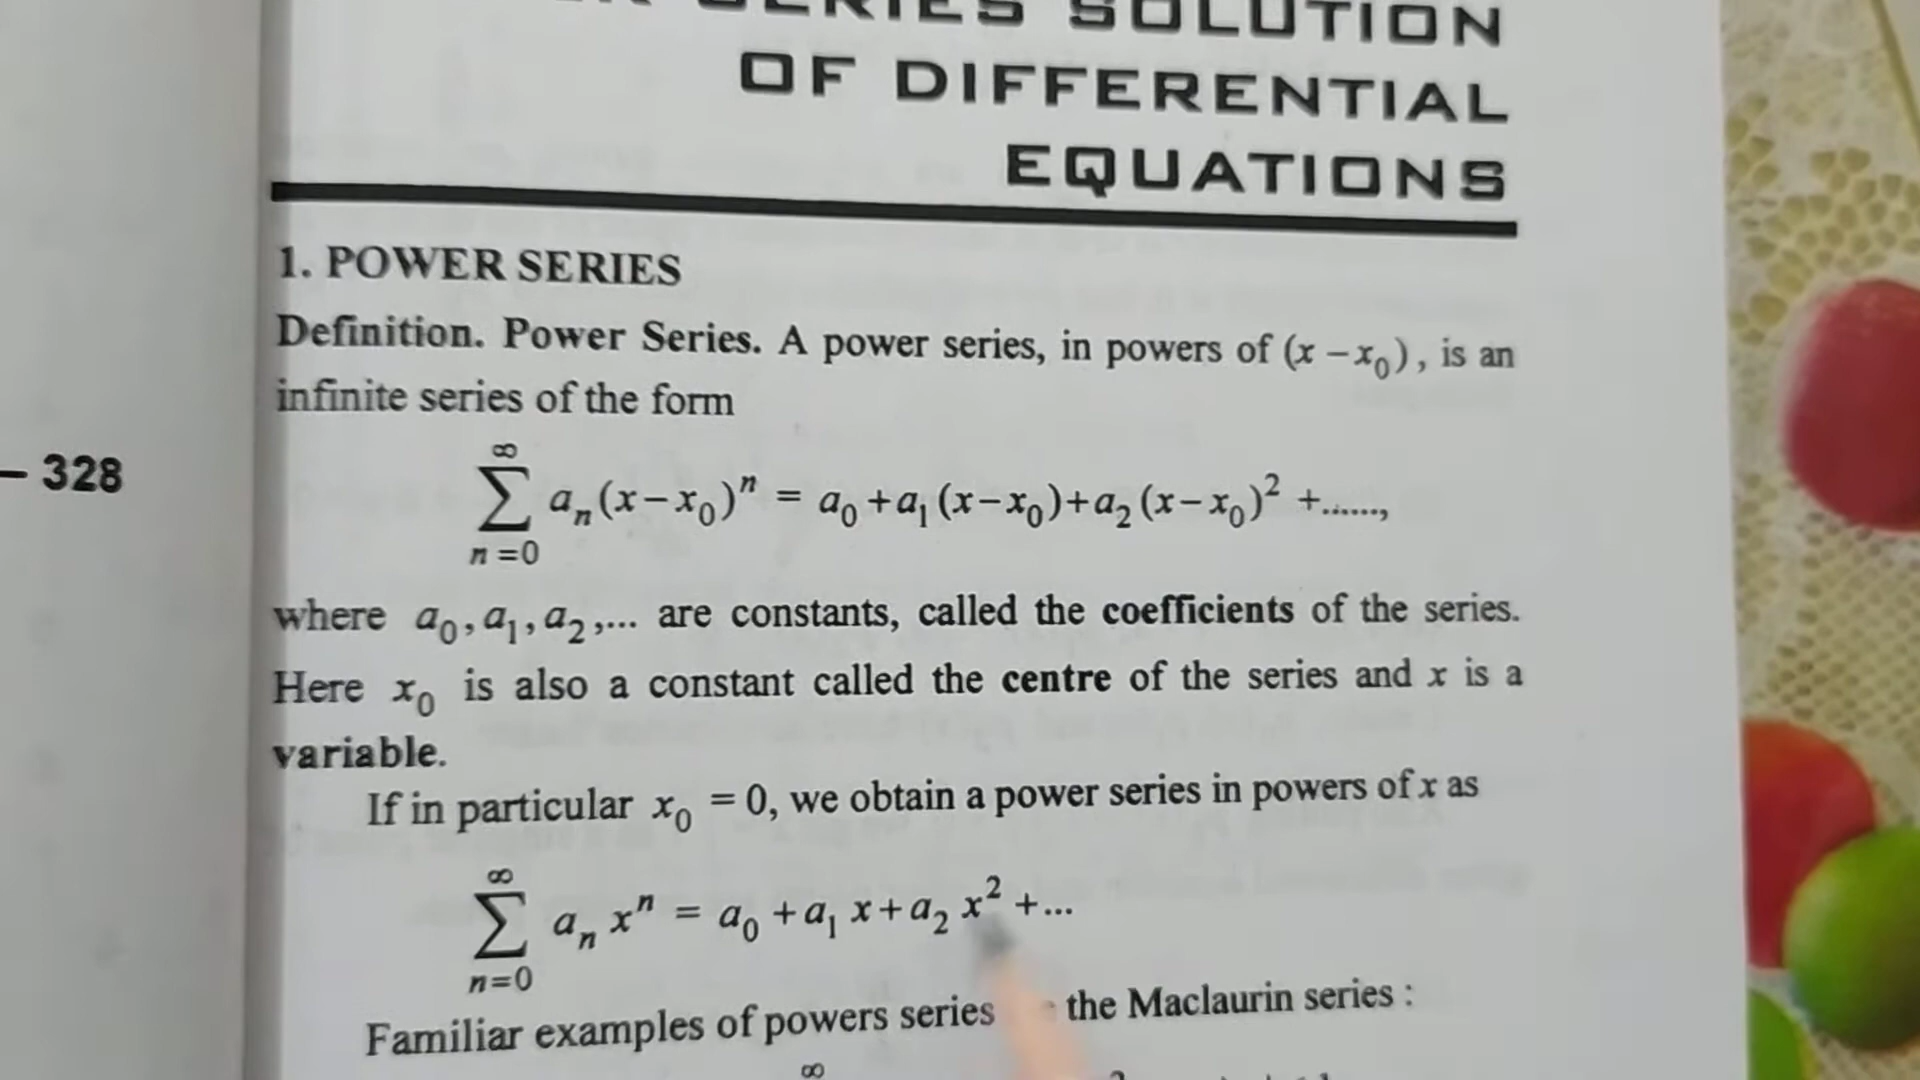 SERIES SOLUTION
OF DIFFERENTIAL
EQUATIONS
1. POWER SERIES
Definition. Power Series. A power series, in powers of (x – x₀), is an
infinite series of the form
∞
∑ aₙ (x – x₀)ⁿ = a₀ + a₁ (x – x₀) + a₂ (x – x₀)² + ......,
n = 0
– 328
where a₀, a₁, a₂,... are constants, called the coefficients of the series.
Here x₀ is also a constant called the centre of the series and x is a
variable.
If in particular x₀ = 0, we obtain a power series in powers of x as
∞
∑ aₙ xⁿ = a₀ + a₁ x + a₂ x² + ...
n=0
Familiar examples of powers series the Maclaurin series :
∞